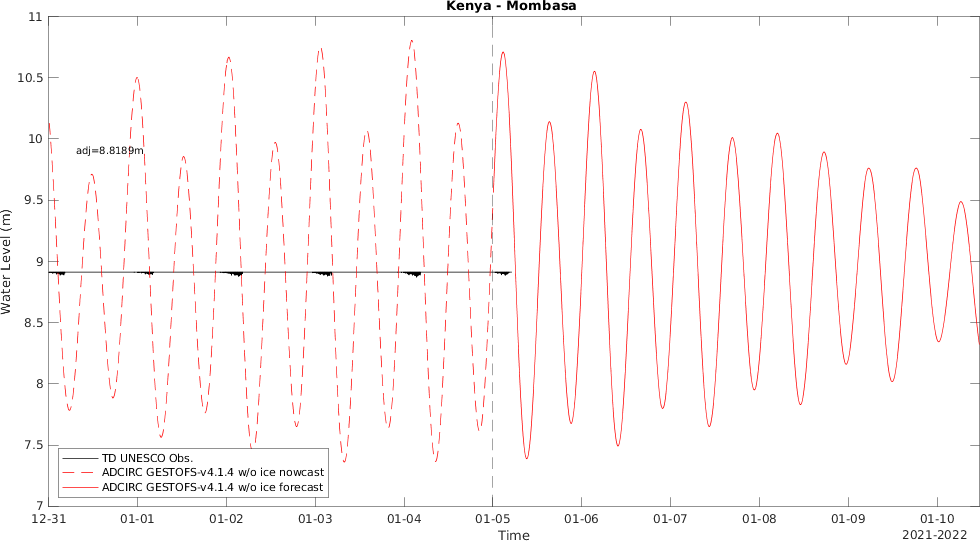 Kenya - Mombasa
11
10.5
10
9.5
9
8.5
8
7.5
7
Water Level (m)
adj=8.8189m
TD UNESCO Obs.
ADCIRC GESTOFS-v4.1.4 w/o ice nowcast
ADCIRC GESTOFS-v4.1.4 w/o ice forecast
12-31 01-01 01-02 01-03 01-04 01-05 01-06 01-07 01-08 01-09 01-10
Time
2021-2022